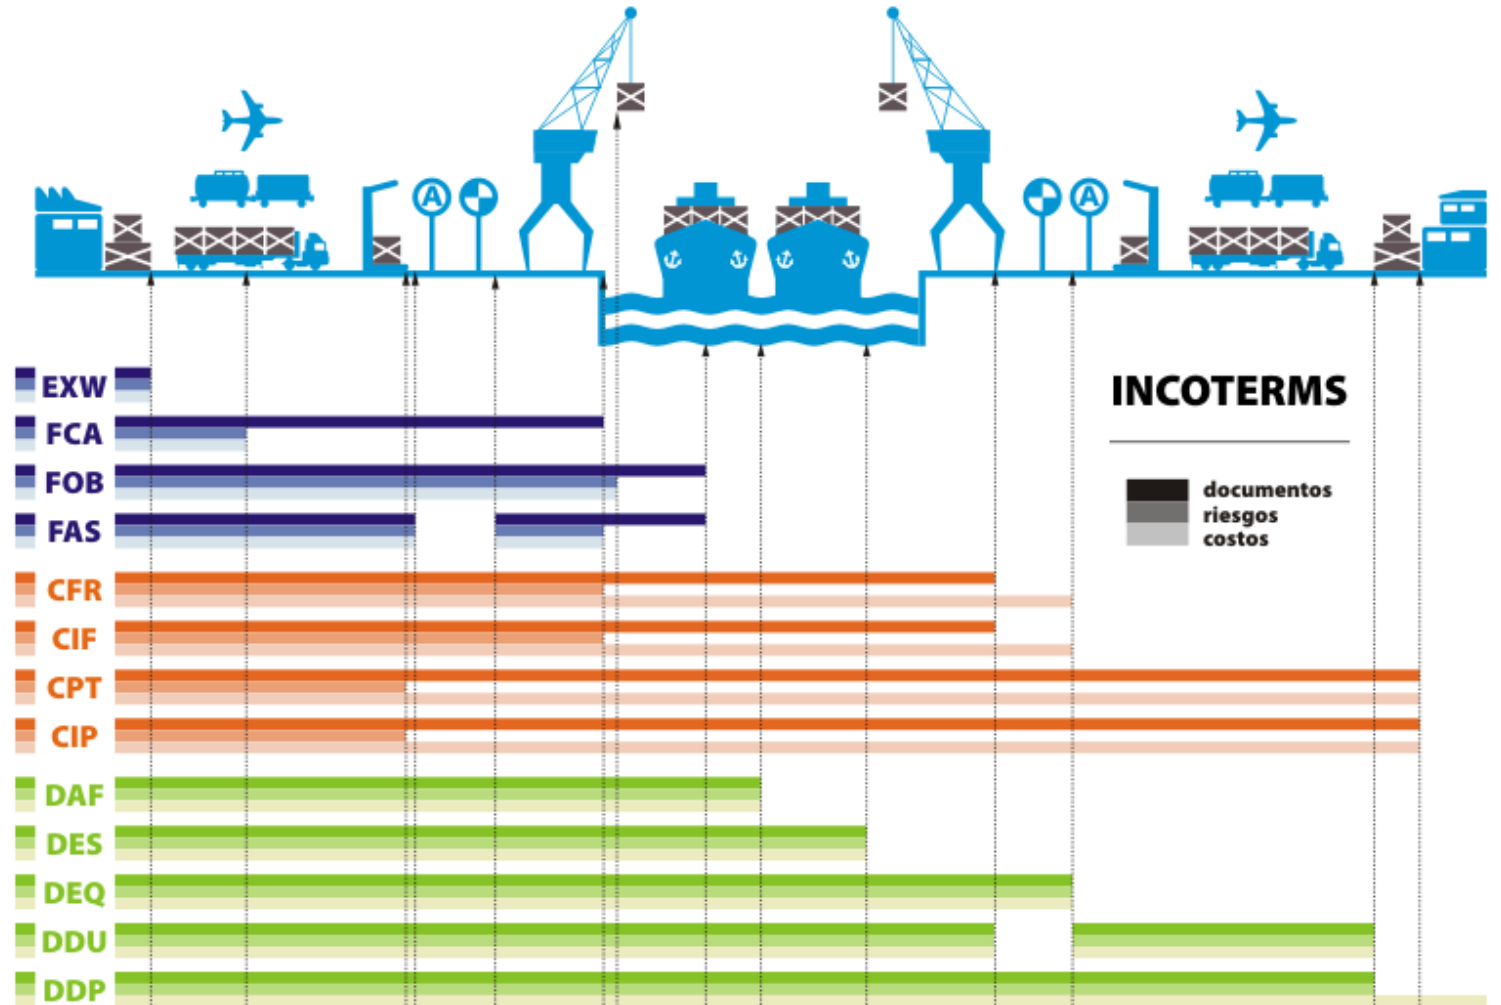 A
A
EXW
FCA
FOB
FAS
CFR
CIF
CPT
CIP
DAF
DES
DEQ
DDU
DDP
INCOTERMS
documentos
riesgos
costos